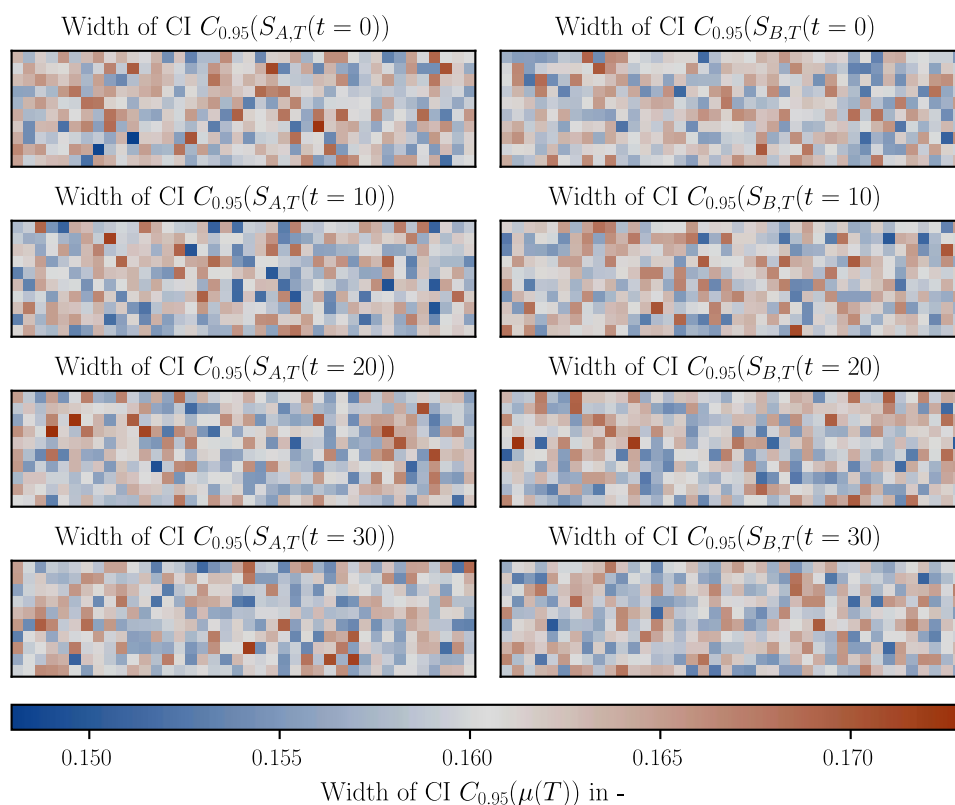 Width of CI $C_{0.95}(S_{A,T}(t=0))$ Width of CI $C_{0.95}(S_{B,T}(t=0)$
Width of CI $C_{0.95}(S_{A,T}(t=10))$ Width of CI $C_{0.95}(S_{B,T}(t=10)$
Width of CI $C_{0.95}(S_{A,T}(t=20))$ Width of CI $C_{0.95}(S_{B,T}(t=20)$
Width of CI $C_{0.95}(S_{A,T}(t=30))$ Width of CI $C_{0.95}(S_{B,T}(t=30)$
0.150 0.155 0.160 0.165 0.170
Width of CI $C_{0.95}(\mu(T))$ in -